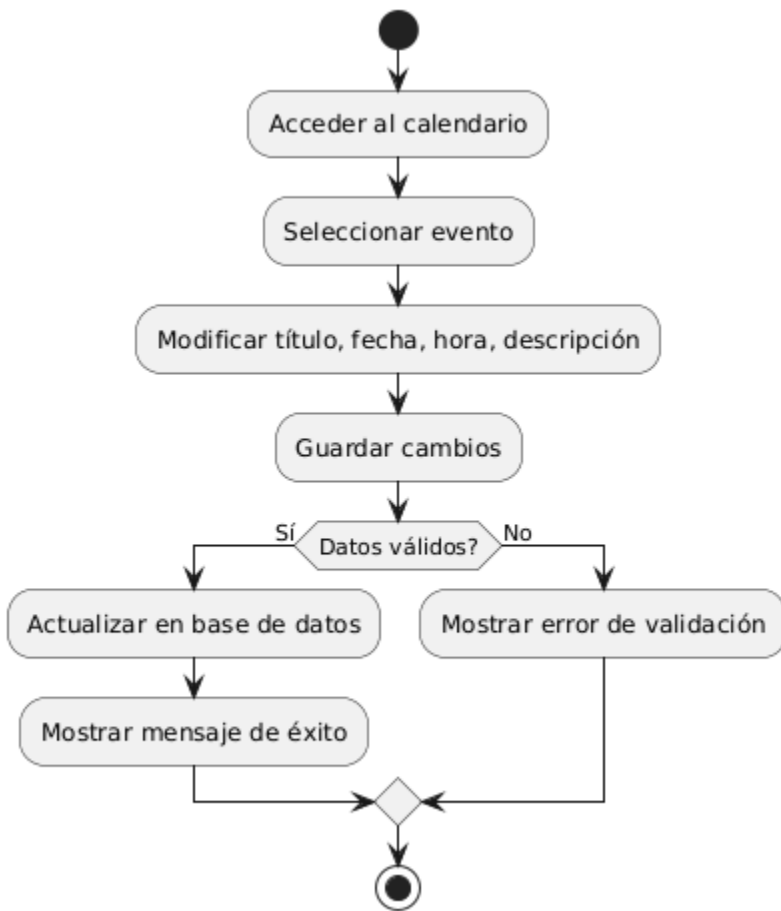 Acceder al calendario
Seleccionar evento
Modificar título, fecha, hora, descripción
Guardar cambios
Sí
Datos válidos?
No
Actualizar en base de datos
Mostrar error de validación
Mostrar mensaje de éxito